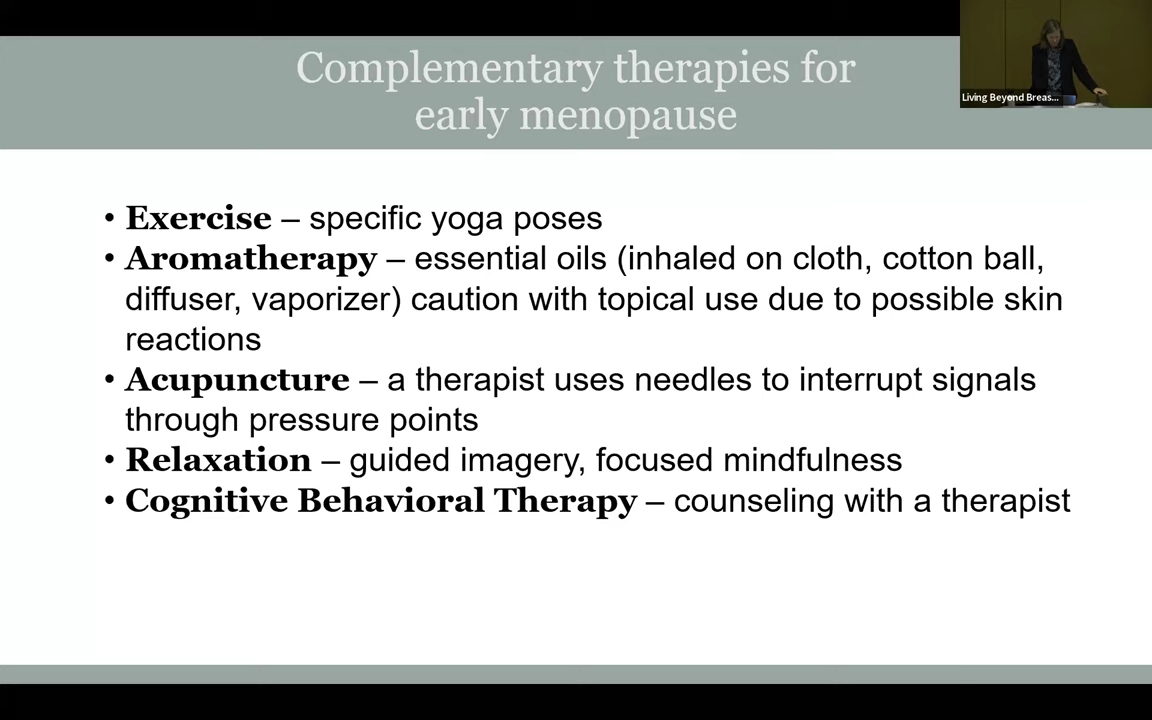 Complementary therapies for
early menopause
Living Beyond Breas...
• Exercise – specific yoga poses
• Aromatherapy – essential oils (inhaled on cloth, cotton ball,
diffuser, vaporizer) caution with topical use due to possible skin
reactions
• Acupuncture – a therapist uses needles to interrupt signals
through pressure points
• Relaxation – guided imagery, focused mindfulness
• Cognitive Behavioral Therapy – counseling with a therapist